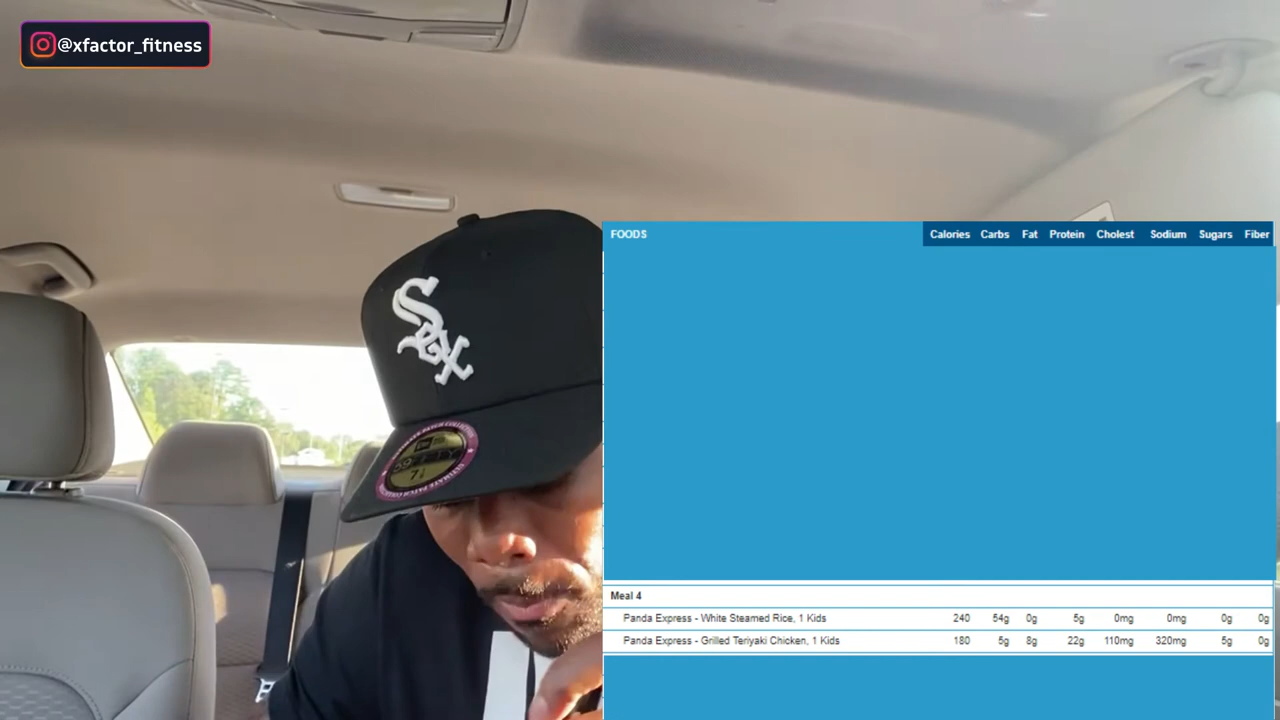 @xfactor_fitness
FOODS Calories Carbs Fat Protein Cholest Sodium Sugars Fiber
Sox
7
Meal 4
Panda Express - White Steamed Rice, 1 Kids 240 54g 0g 5g 0mg 0mg 0g 0g
Panda Express - Grilled Teriyaki Chicken, 1 Kids 180 5g 8g 22g 110mg 320mg 5g 0g